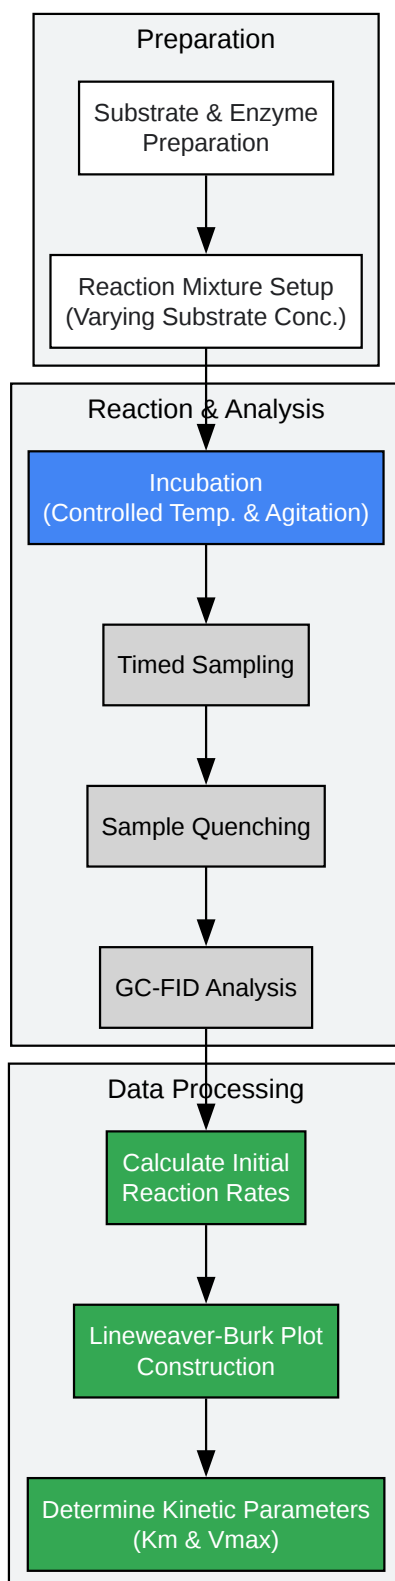 Preparation
Substrate & Enzyme
Preparation
Reaction Mixture Setup
(Varying Substrate Conc.)
Reaction & Analysis
Incubation
(Controlled Temp. & Agitation)
Timed Sampling
Sample Quenching
GC-FID Analysis
Data Processing
Calculate Initial
Reaction Rates
Lineweaver-Burk Plot
Construction
Determine Kinetic Parameters
(Km & Vmax)